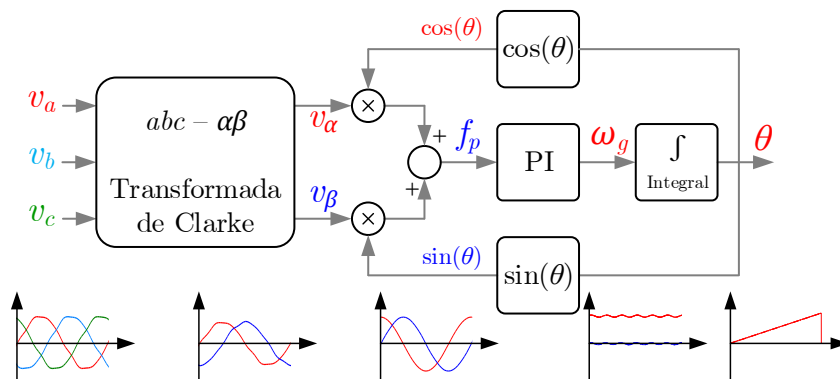 cos(θ)
cos(θ)
v_a
abc – αβ
v_α
×
+
v_b
f_p
PI
ω_g
∫
Integral
θ
Transformada
de Clarke
+
v_c
v_β
×
sin(θ)
sin(θ)